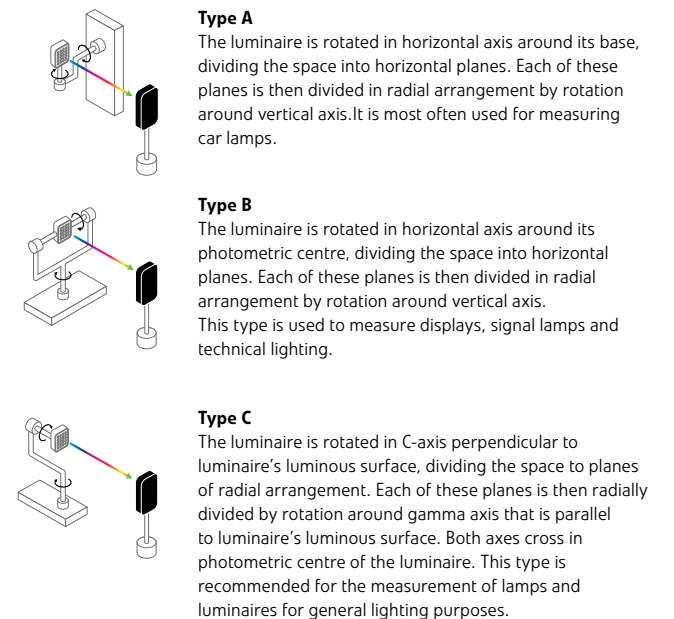 Type A
The luminaire is rotated in horizontal axis around its base,
dividing the space into horizontal planes. Each of these
planes is then divided in radial arrangement by rotation
around vertical axis.It is most often used for measuring
car lamps.
Type B
The luminaire is rotated in horizontal axis around its
photometric centre, dividing the space into horizontal
planes. Each of these planes is then divided in radial
arrangement by rotation around vertical axis.
This type is used to measure displays, signal lamps and
technical lighting.
Type C
The luminaire is rotated in C-axis perpendicular to
luminaire's luminous surface, dividing the space to planes
of radial arrangement. Each of these planes is then radially
divided by rotation around gamma axis that is parallel
to luminaire's luminous surface. Both axes cross in
photometric centre of the luminaire. This type is
recommended for the measurement of lamps and
luminaires for general lighting purposes.